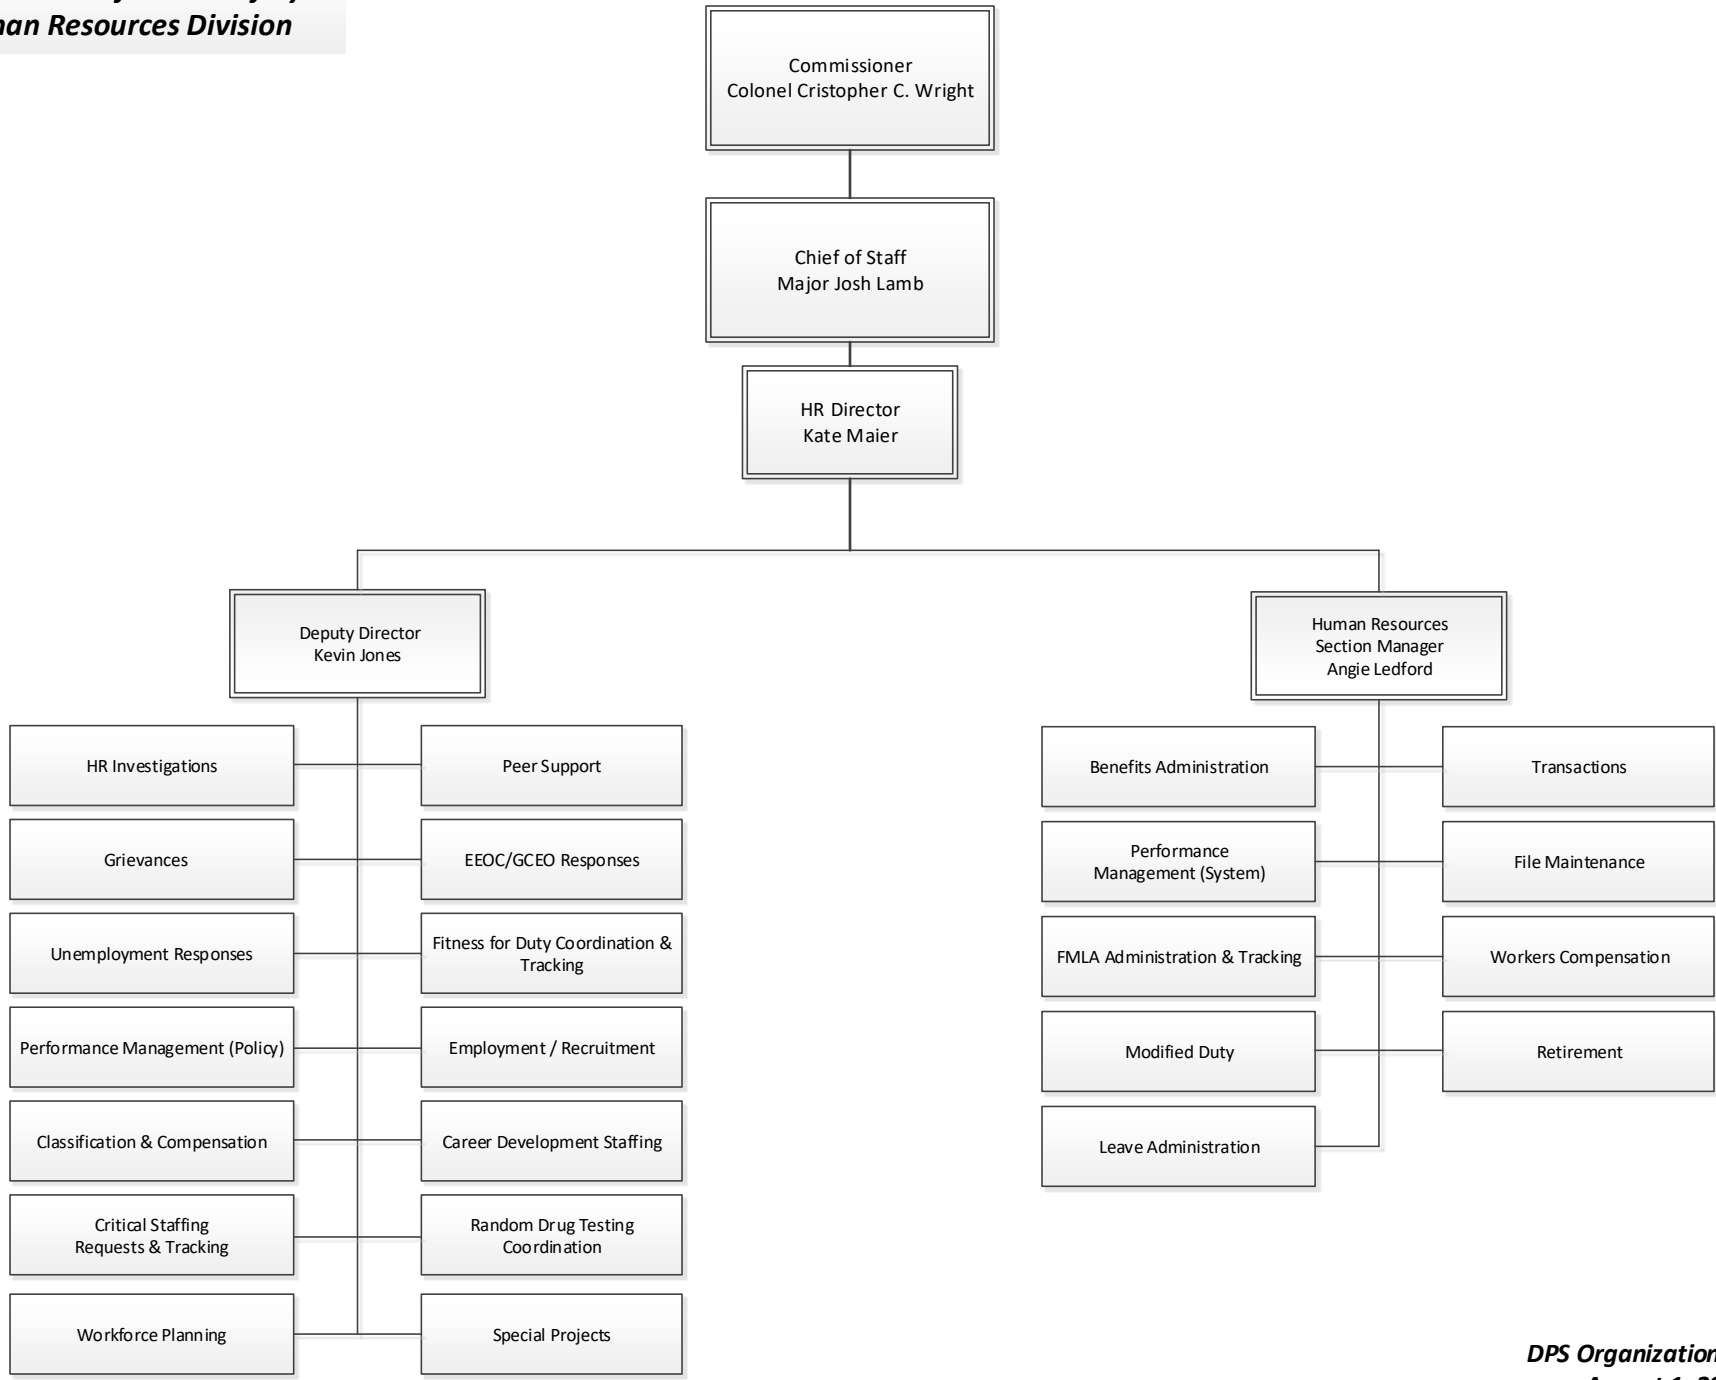 Human Resources Division
Commissioner
Colonel Cristopher C. Wright
Chief of Staff
Major Josh Lamb
HR Director
Kate Maier
Deputy Director
Kevin Jones
Human Resources
Section Manager
Angie Ledford
HR Investigations
Peer Support
Grievances
EEOC/GCEO Responses
Unemployment Responses
Fitness for Duty Coordination &
Tracking
Performance Management (Policy)
Employment / Recruitment
Classification & Compensation
Career Development Staffing
Critical Staffing
Requests & Tracking
Random Drug Testing
Coordination
Workforce Planning
Special Projects
Benefits Administration
Transactions
Performance
Management (System)
File Maintenance
FMLA Administration & Tracking
Workers Compensation
Modified Duty
Retirement
Leave Administration
DPS Organization